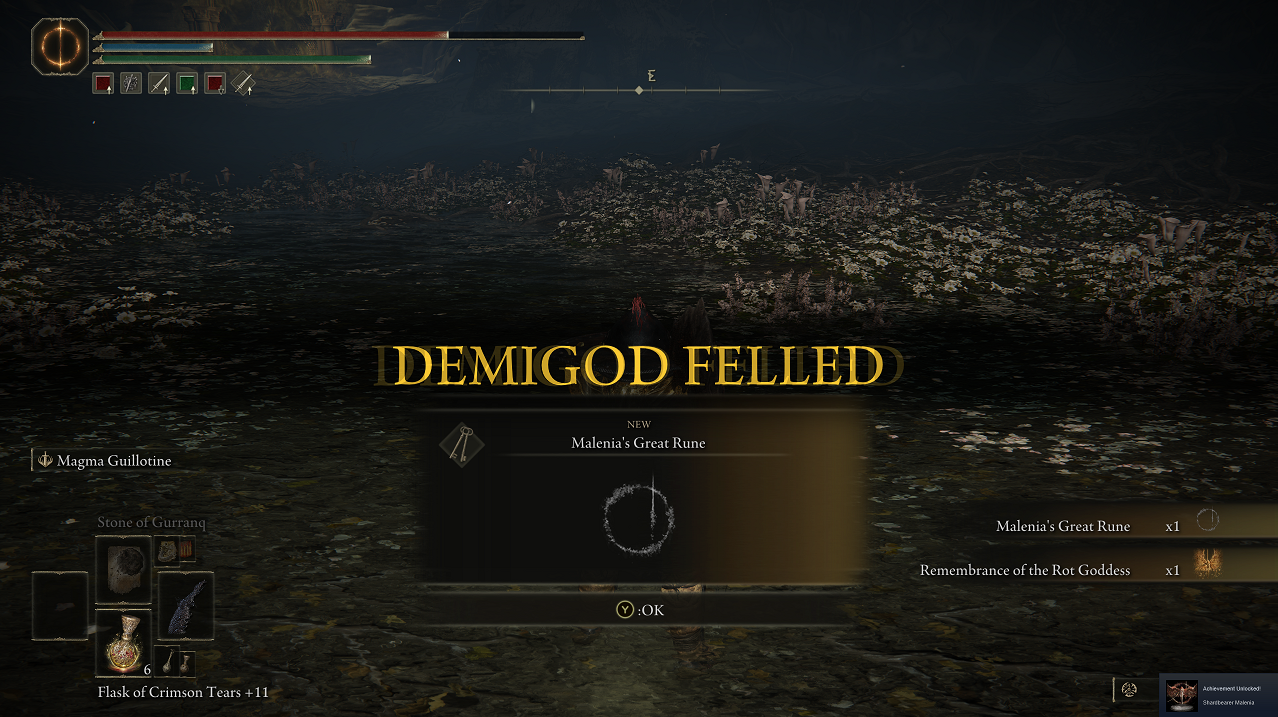 E
DEMIGOD FELLED
NEW
Malenia's Great Rune
Magma Guillotine
Stone of Gurranq
Malenia's Great Rune x1
Remembrance of the Rot Goddess x1
Y:OK
6
Flask of Crimson Tears +11
Achievement Unlocked!
Shardbearer Malenia